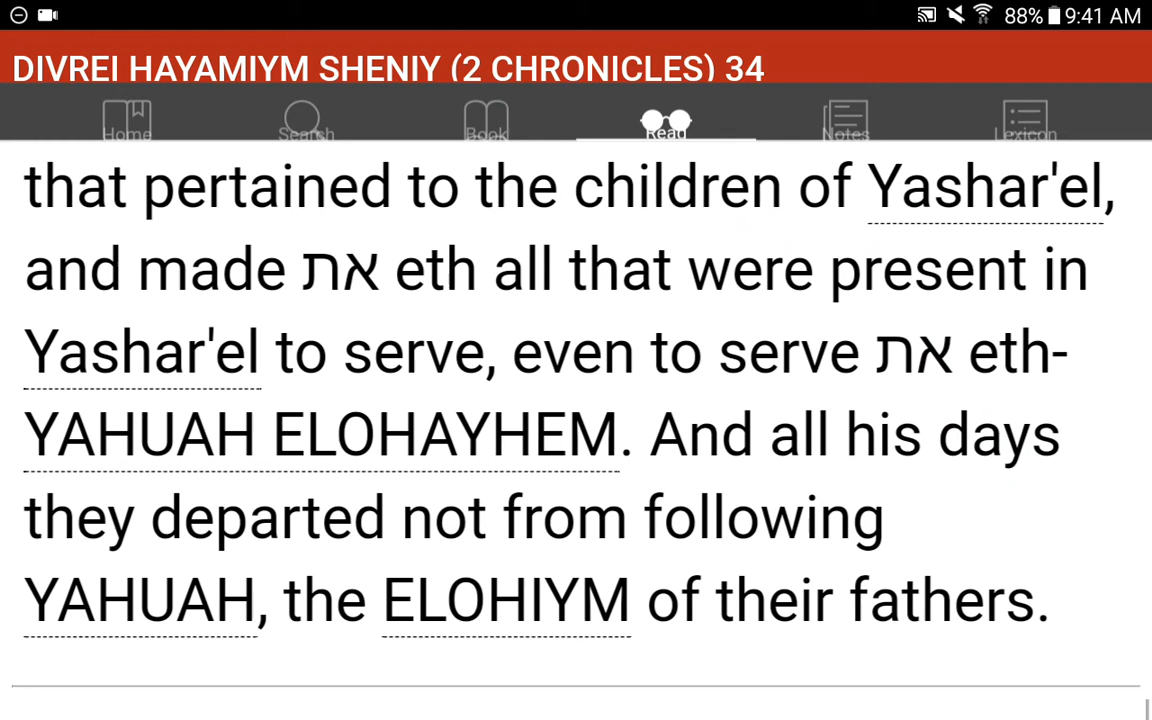 88% 9:41 AM
DIVREI HAYAMIYM SHENIY (2 CHRONICLES) 34
Home Search Book Read Notes Lexicon
that pertained to the children of Yashar'el,
and made את eth all that were present in
Yashar'el to serve, even to serve את eth-
YAHUAH ELOHAYHEM. And all his days
they departed not from following
YAHUAH, the ELOHIYM of their fathers.